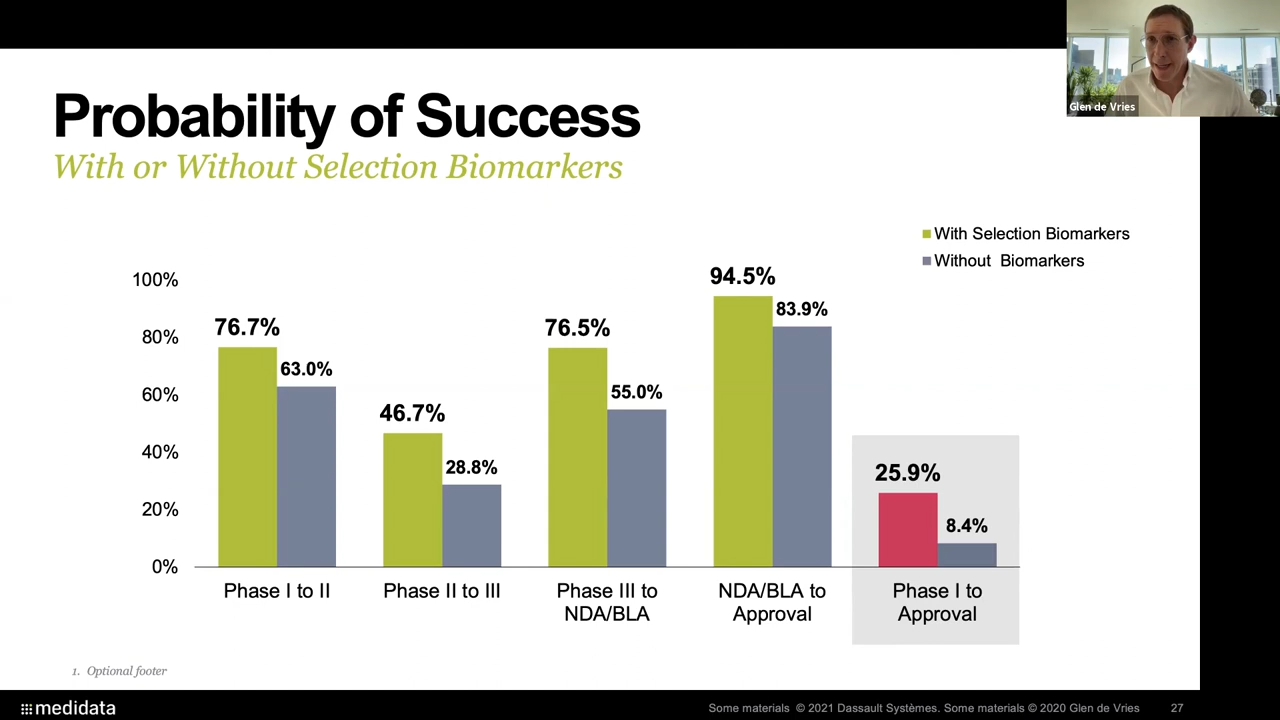 Glen de Vries
Probability of Success
With or Without Selection Biomarkers
With Selection Biomarkers
Without Biomarkers
100%
80%
60%
40%
20%
0%
76.7%
63.0%
46.7%
28.8%
76.5%
55.0%
94.5%
83.9%
25.9%
8.4%
Phase I to II
Phase II to III
Phase III to
NDA/BLA
NDA/BLA to
Approval
Phase I to
Approval
1. Optional footer
medidata
Some materials © 2021 Dassault Systèmes. Some materials © 2020 Glen de Vries
27